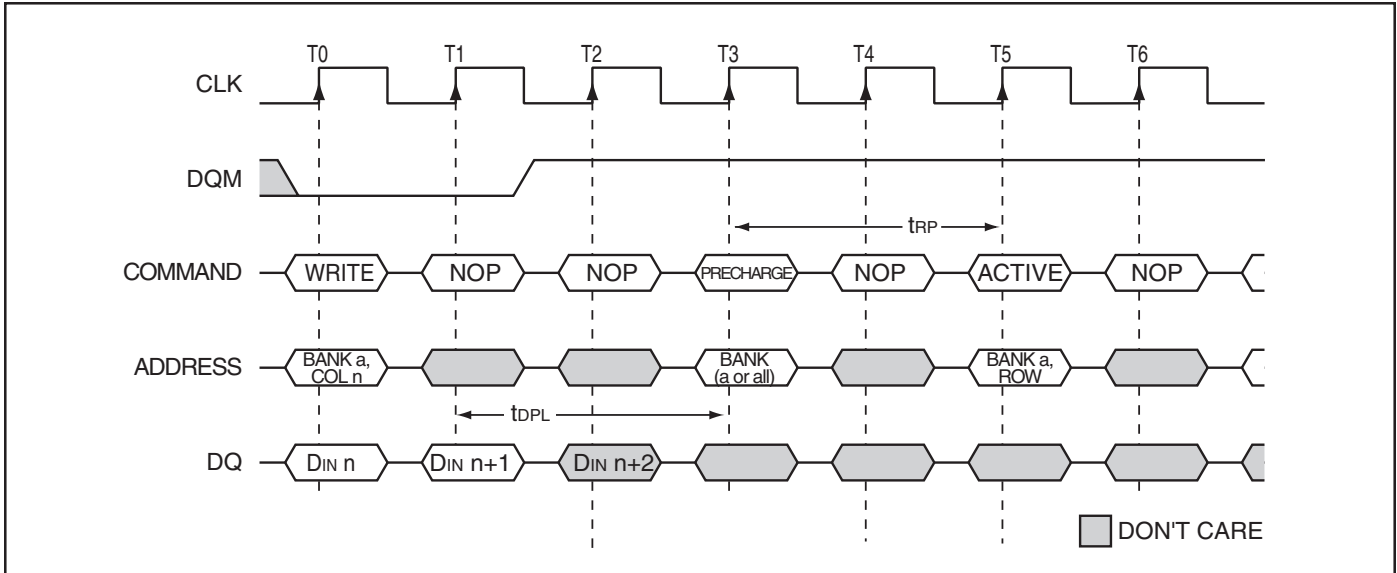 T0 T1 T2 T3 T4 T5 T6
CLK
DQM
tRP
COMMAND WRITE NOP NOP PRECHARGE NOP ACTIVE NOP
ADDRESS BANK a, COL n BANK (a or all) BANK a, ROW
tDPL
DQ DIN n DIN n+1 DIN n+2
DON'T CARE